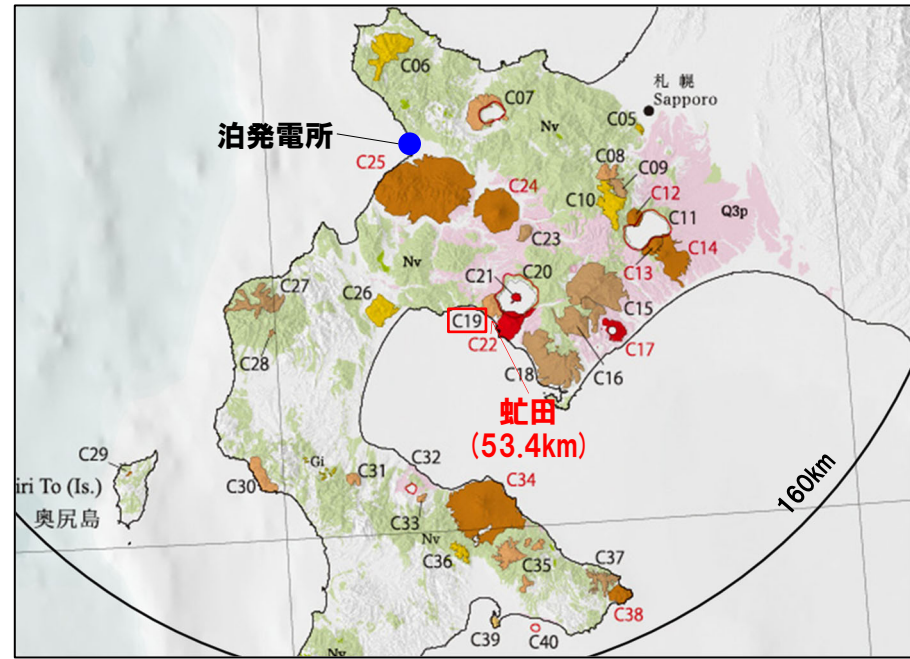 C06
C07
札幌
Sapporo
Nv
C05
泊発電所
C25
C08
C09
C24
C12
C10
C11
Q3p
C23
C14
C13
Nv
C20
C21
C27
C26
C15
C19
C22
C17
C28
C18
C16
虻田
(53.4km)
C29
C32
C34
Gi
C31
160km
iri To (Is.)
C30
奥尻島
C33
Nv
C36
C35
C37
C38
C39
C40
Nv